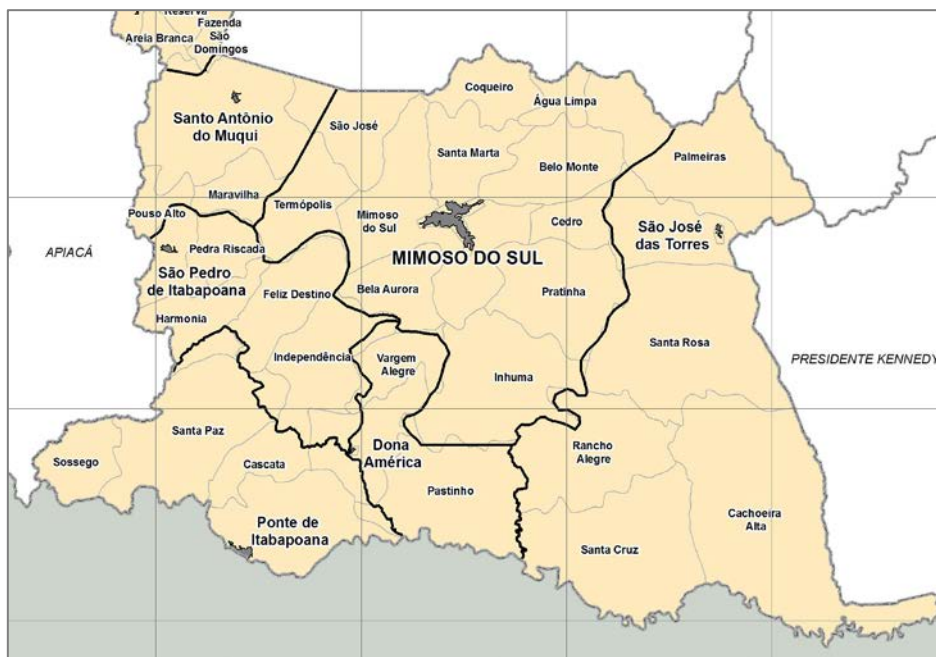 Reserva
Fazenda
São
Domingos
Areia Branca
Coqueiro
Água Limpa
Santo Antônio
do Muqui
São José
Santa Marta
Palmeiras
Belo Monte
Maravilha
Termópolis
Pouso Alto
Mimoso
do Sul
Cedro
São José
das Torres
Pedra Riscada
APIACÁ
MIMOSO DO SUL
São Pedro
de Itabapoana
Feliz Destino
Bela Aurora
Pratinha
Harmonia
Santa Rosa
Independência
Vargem
Alegre
PRESIDENTE KENNEDY
Inhuma
Santa Paz
Dona
América
Rancho
Alegre
Sossego
Cascata
Pastinho
Cachoeira
Alta
Ponte de
Itabapoana
Santa Cruz